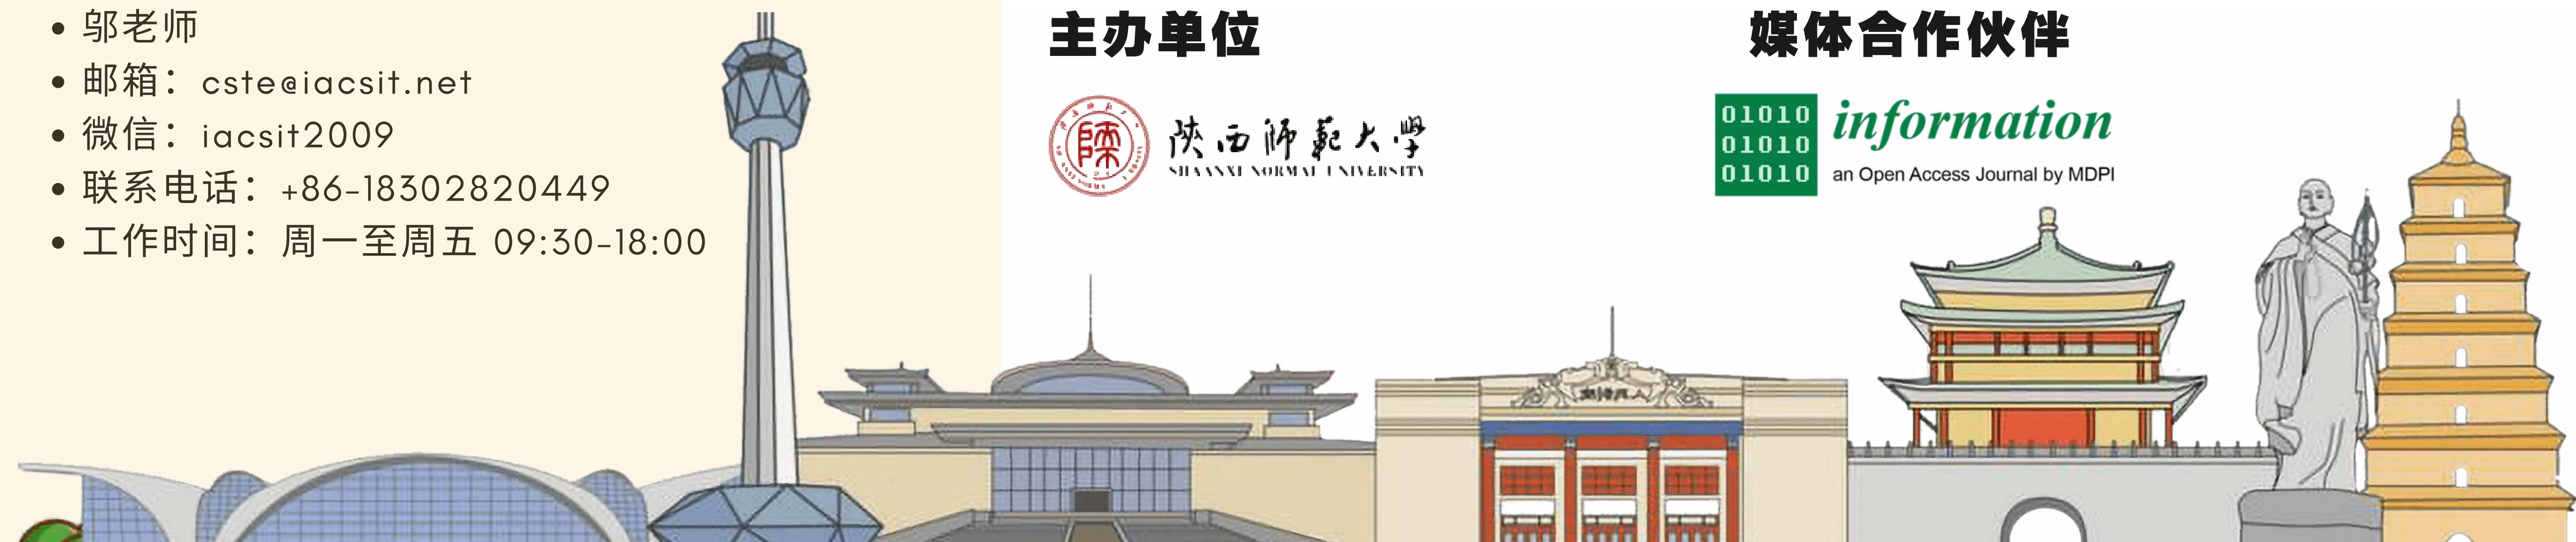 • 邬老师
• 邮箱：cste@iacsit.net
• 微信：iacsit2009
• 联系电话：+86-18302820449
• 工作时间：周一至周五 09:30-18:00
主办单位
陝西師範大學
SHAANXI NORMAL UNIVERSITY
媒体合作伙伴
01010
01010
01010
information
an Open Access Journal by MDPI